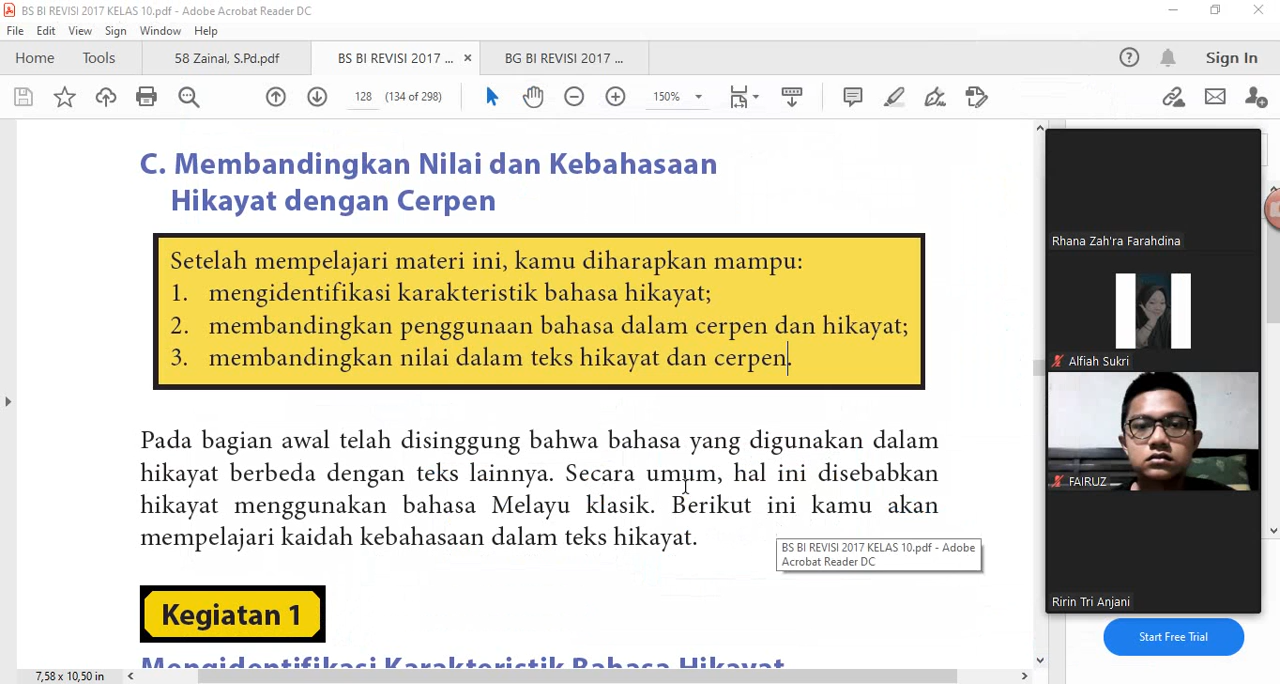 BS BI REVISI 2017 KELAS 10.pdf - Adobe Acrobat Reader DC
File Edit View Sign Window Help
Home Tools 58 Zainal, S.Pd.pdf BS BI REVISI 2017 ... × BG BI REVISI 2017 ... Sign In
128 (134 of 298) 150%
C. Membandingkan Nilai dan Kebahasaan
Hikayat dengan Cerpen
Setelah mempelajari materi ini, kamu diharapkan mampu:
1. mengidentifikasi karakteristik bahasa hikayat;
2. membandingkan penggunaan bahasa dalam cerpen dan hikayat;
3. membandingkan nilai dalam teks hikayat dan cerpen.
Pada bagian awal telah disinggung bahwa bahasa yang digunakan dalam
hikayat berbeda dengan teks lainnya. Secara umum, hal ini disebabkan
hikayat menggunakan bahasa Melayu klasik. Berikut ini kamu akan
mempelajari kaidah kebahasaan dalam teks hikayat.
BS BI REVISI 2017 KELAS 10.pdf - Adobe
Acrobat Reader DC
Kegiatan 1
Mengidentifikasi Karakteristik Bahasa Hikayat
7,58 x 10,50 in
Rhana Zah'ra Farahdina
Alfiah Sukri
FAIRUZ
Ririn Tri Anjani
Start Free Trial